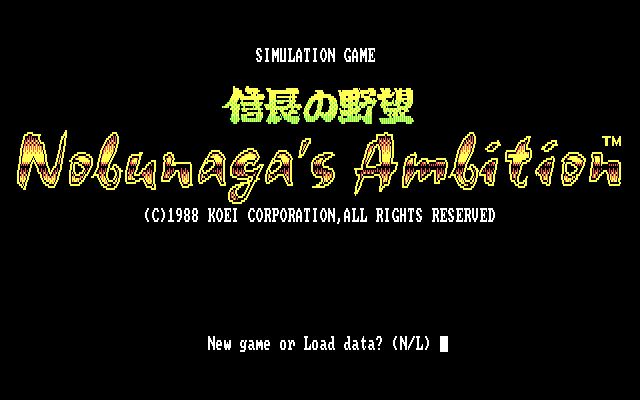 SIMULATION GAME
信長の野望
Nobunaga's Ambition™
(C)1988 KOEI CORPORATION,ALL RIGHTS RESERVED
New game or Load data? (N/L)